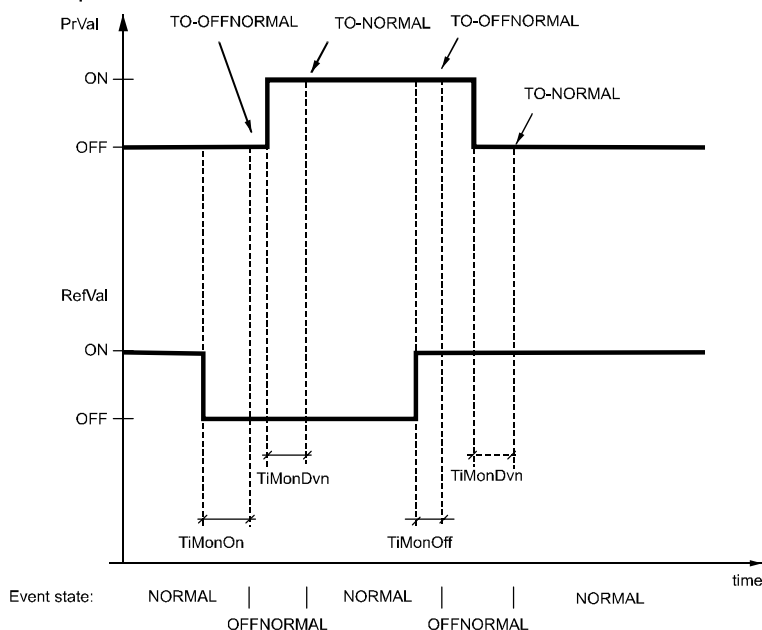 PrVal
TO-OFFNORMAL
TO-NORMAL
TO-OFFNORMAL
ON
TO-NORMAL
OFF
RefVal
ON
OFF
TiMonDvn
TiMonDvn
TiMonOn
TiMonOff
time
Event state: NORMAL | | NORMAL | | NORMAL
OFFNORMAL OFFNORMAL